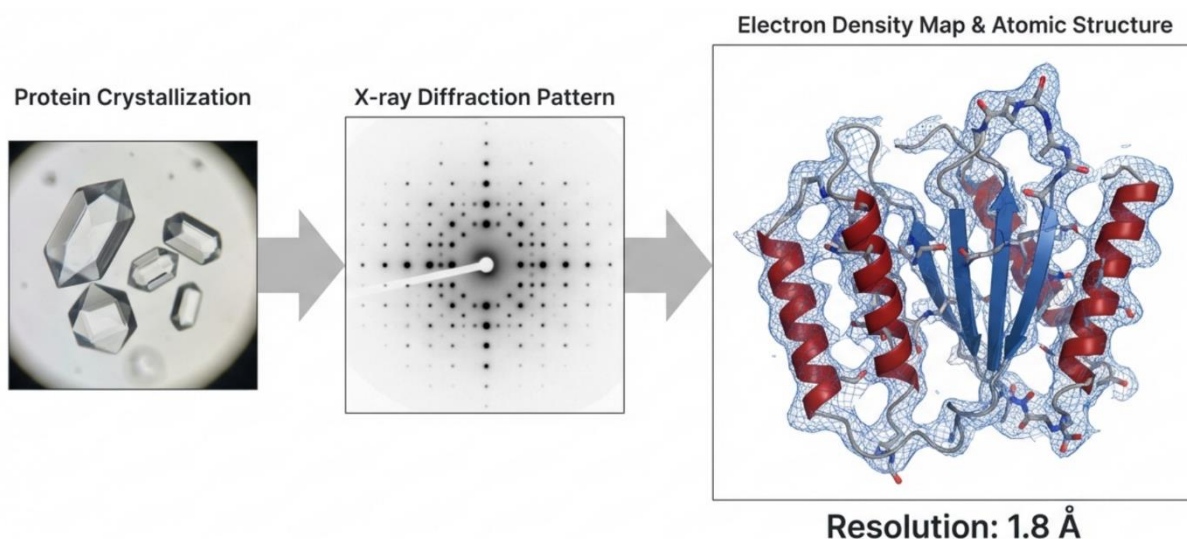 Protein Crystallization
X-ray Diffraction Pattern
Electron Density Map & Atomic Structure
Resolution: 1.8 Å